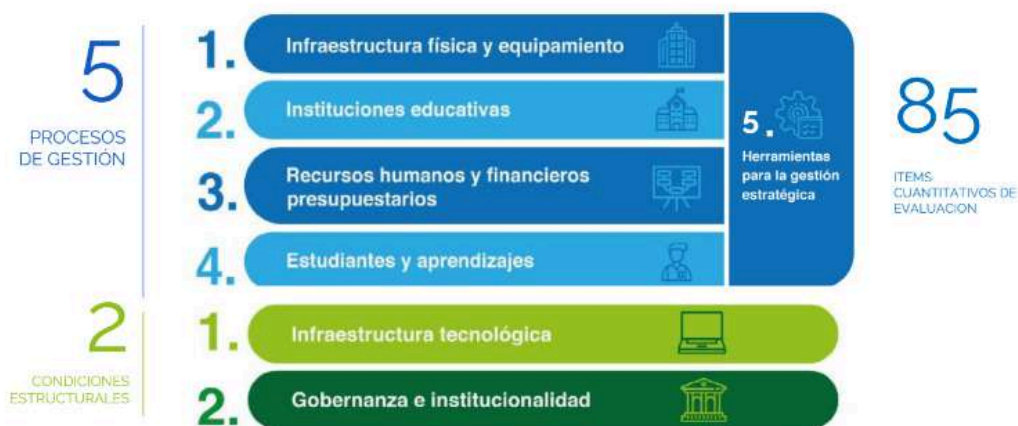 5
PROCESOS
DE GESTIÓN
1.
Infraestructura física y equipamiento
2.
Instituciones educativas
3.
Recursos humanos y financieros
presupuestarios
4.
Estudiantes y aprendizajes
5.
Herramientas
para la gestión
estratégica
85
ITEMS
CUANTITATIVOS DE
EVALUACION
2
CONDICIONES
ESTRUCTURALES
1.
Infraestructura tecnológica
2.
Gobernanza e institucionalidad